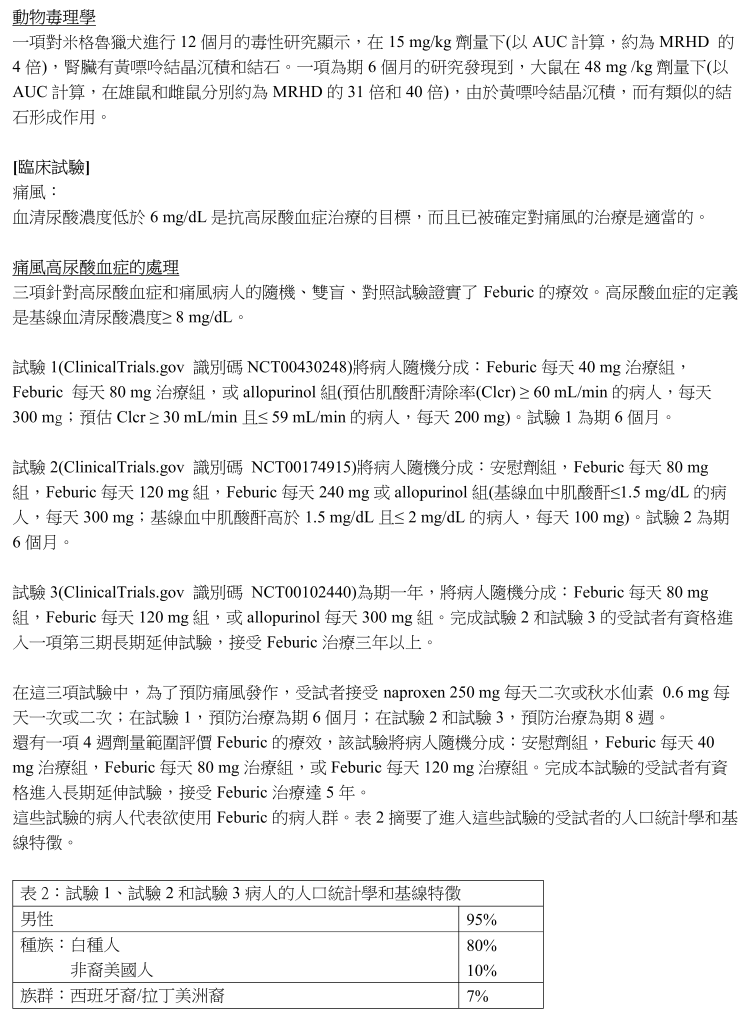 動物毒理學
一項對米格魯獵犬進行 12 個月的毒性研究顯示，在 15 mg/kg 劑量下(以 AUC 計算，約為 MRHD 的
4 倍)，腎臟有黃嘌呤結晶沉積和結石。一項為期 6 個月的研究發現到，大鼠在 48 mg /kg 劑量下(以
AUC 計算，在雄鼠和雌鼠分別約為 MRHD 的 31 倍和 40 倍)，由於黃嘌呤結晶沉積，而有類似的結
石形成作用。
[臨床試驗]
痛風：
血清尿酸濃度低於 6 mg/dL 是抗高尿酸血症治療的目標，而且已被確定對痛風的治療是適當的。
痛風高尿酸血症的處理
三項針對高尿酸血症和痛風病人的隨機、雙盲、對照試驗證實了 Feburic 的療效。高尿酸血症的定義
是基線血清尿酸濃度≥ 8 mg/dL。
試驗 1(ClinicalTrials.gov 識別碼 NCT00430248)將病人隨機分成：Feburic 每天 40 mg 治療組，
Feburic 每天 80 mg 治療組，或 allopurinol 組(預估肌酸酐清除率(Clcr) ≥ 60 mL/min 的病人，每天
300 mg；預估 Clcr ≥ 30 mL/min 且≤ 59 mL/min 的病人，每天 200 mg)。試驗 1 為期 6 個月。
試驗 2(ClinicalTrials.gov 識別碼 NCT00174915)將病人隨機分成：安慰劑組，Feburic 每天 80 mg
組，Feburic 每天 120 mg 組，Feburic 每天 240 mg 或 allopurinol 組(基線血中肌酸酐≤1.5 mg/dL 的病
人，每天 300 mg；基線血中肌酸酐高於 1.5 mg/dL 且≤ 2 mg/dL 的病人，每天 100 mg)。試驗 2 為期
6 個月。
試驗 3(ClinicalTrials.gov 識別碼 NCT00102440)為期一年，將病人隨機分成：Feburic 每天 80 mg
組，Feburic 每天 120 mg 組，或 allopurinol 每天 300 mg 組。完成試驗 2 和試驗 3 的受試者有資格進
入一項第三期長期延伸試驗，接受 Feburic 治療三年以上。
在這三項試驗中，為了預防痛風發作，受試者接受 naproxen 250 mg 每天二次或秋水仙素 0.6 mg 每
天一次或二次；在試驗 1，預防治療為期 6 個月；在試驗 2 和試驗 3，預防治療為期 8 週。
還有一項 4 週劑量範圍評價 Feburic 的療效，該試驗將病人隨機分成：安慰劑組，Feburic 每天 40
mg 治療組，Feburic 每天 80 mg 治療組，或 Feburic 每天 120 mg 治療組。完成本試驗的受試者有資
格進入長期延伸試驗，接受 Feburic 治療達 5 年。
這些試驗的病人代表欲使用 Feburic 的病人群。表 2 摘要了進入這些試驗的受試者的人口統計學和基
線特徵。
表 2：試驗 1、試驗 2 和試驗 3 病人的人口統計學和基線特徵
男性 95%
種族：白種人 80%
非裔美國人 10%
族群：西班牙裔/拉丁美洲裔 7%